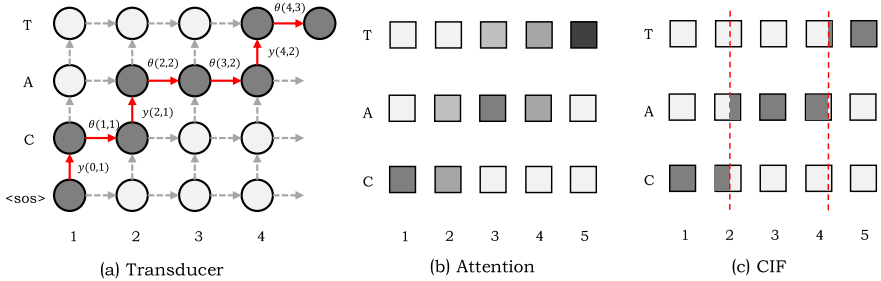 T
A
C
<sos>
θ(4,3)
y(4,2)
θ(2,2)
θ(3,2)
y(2,1)
θ(1,1)
y(0,1)
1 2 3 4
(a) Transducer
T
A
C
1 2 3 4 5
(b) Attention
T
A
C
1 2 3 4 5
(c) CIF